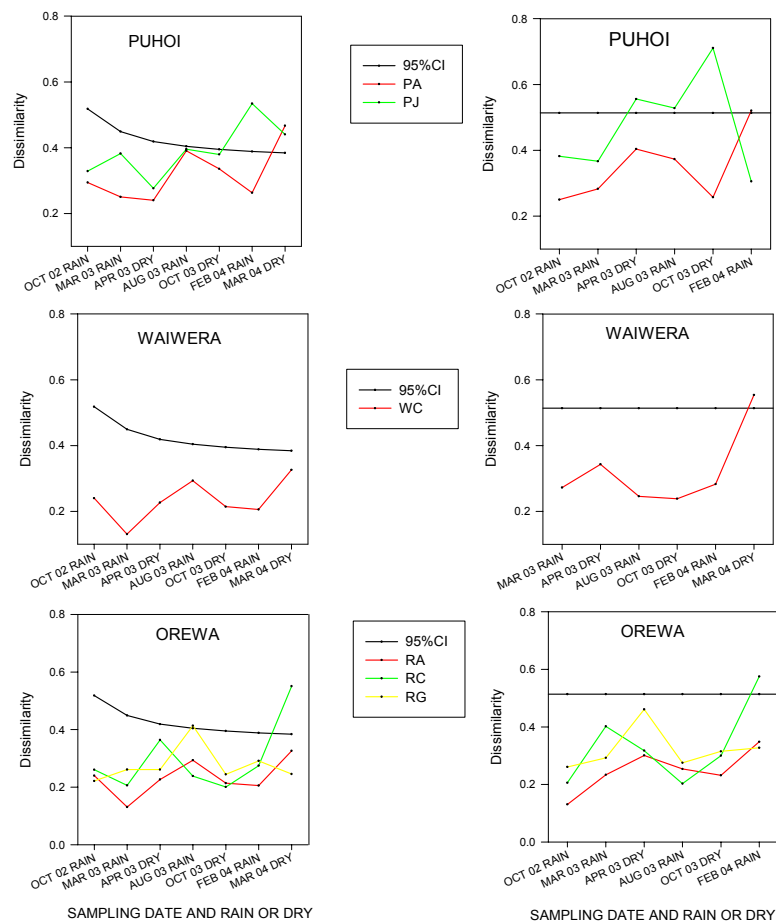 PUHOI
0.8
0.6
0.4
0.2
Dissimilarity
OCT 02 RAIN
MAR 03 RAIN
APR 03 DRY
AUG 03 RAIN
OCT 03 DRY
FEB 04 RAIN
MAR 04 DRY
95%CI
PA
PJ
PUHOI
0.8
0.6
0.4
0.2
Dissimilarity
OCT 02 RAIN
MAR 03 RAIN
APR 03 DRY
AUG 03 RAIN
OCT 03 DRY
FEB 04 RAIN
WAIWERA
0.8
0.6
0.4
0.2
Dissimilarity
OCT 02 RAIN
MAR 03 RAIN
APR 03 DRY
AUG 03 RAIN
OCT 03 DRY
FEB 04 RAIN
MAR 04 DRY
95%CI
WC
WAIWERA
0.8
0.6
0.4
0.2
Dissimilarity
MAR 03 RAIN
APR 03 DRY
AUG 03 RAIN
OCT 03 DRY
FEB 04 RAIN
MAR 04 DRY
OREWA
0.8
0.6
0.4
0.2
0.0
Dissimilarity
OCT 02 RAIN
MAR 03 RAIN
APR 03 DRY
AUG 03 RAIN
OCT 03 DRY
FEB 04 RAIN
MAR 04 DRY
SAMPLING DATE AND RAIN OR DRY
95%CI
RA
RC
RG
OREWA
0.8
0.6
0.4
0.2
0.0
Dissimilarity
OCT 02 RAIN
MAR 03 RAIN
APR 03 DRY
AUG 03 RAIN
OCT 03 DRY
FEB 04 RAIN
SAMPLING DATE AND RAIN OR DRY